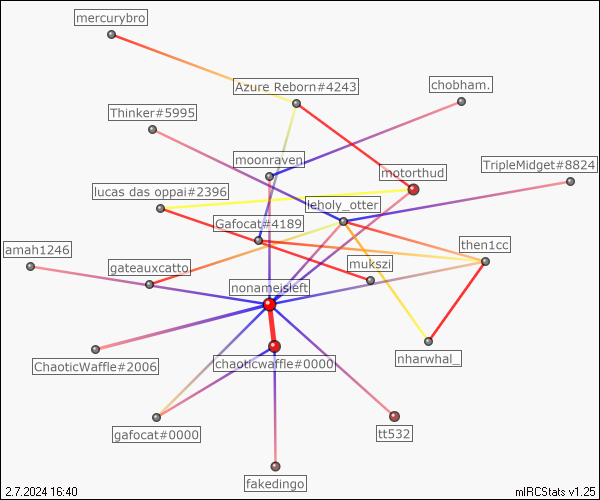 mercurybro
Azure Reborn#4243
chobham.
Thinker#5995
moonraven
motorthud
TripleMidget#8824
lucas das oppai#2396
leholy_otter
Gafocat#4189
then1cc
amah1246
gateauxcatto
mukszi
nonameisleft
ChaoticWaffle#2006
chaoticwaffle#0000
nharwhal_
gafocat#0000
tt532
fakedingo
2.7.2024 16:40
mIRCStats v1.25